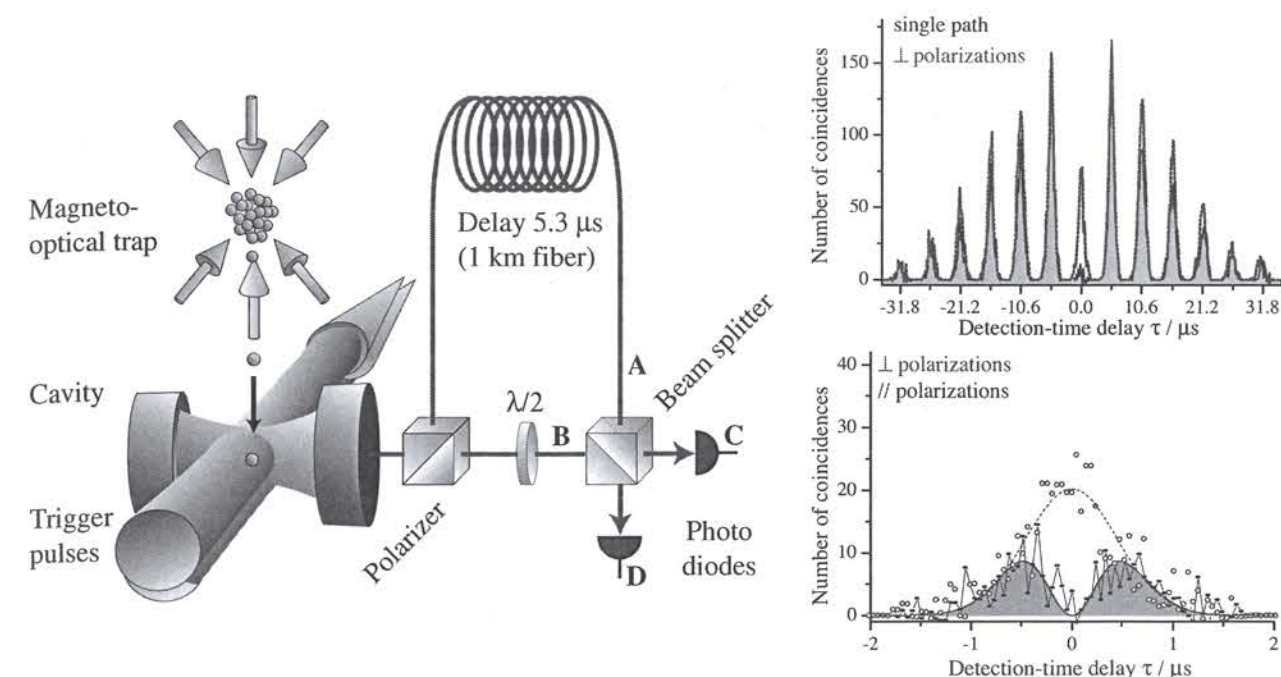 Magneto-
optical trap
Cavity
Trigger
pulses
Delay 5.3 μs
(1 km fiber)
Polarizer
λ/2
A
B
Beam splitter
C
D
Photo
diodes
single path
⊥ polarizations
Number of coincidences
150
100
50
0
-31.8 -21.2 -10.6 0.0 10.6 21.2 31.8
Detection-time delay τ / μs
⊥ polarizations
// polarizations
Number of coincidences
40
30
20
10
0
-2 -1 0 1 2
Detection-time delay τ / μs